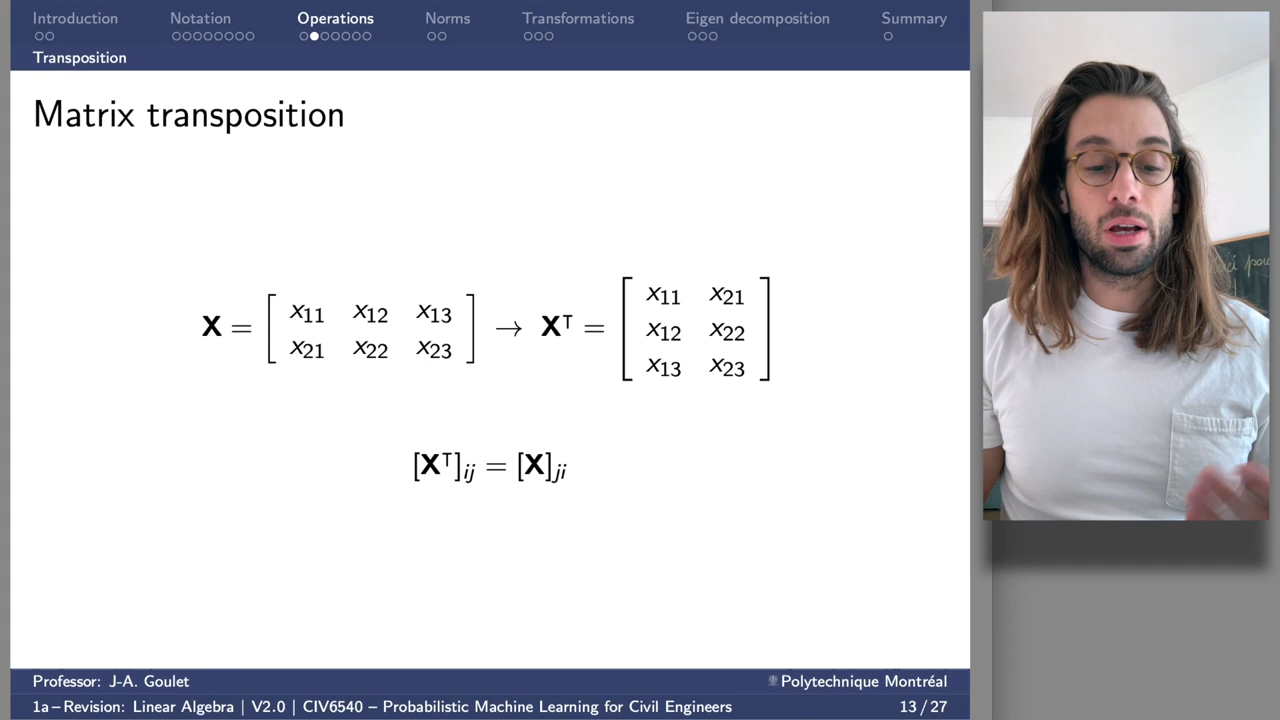 Introduction Notation Operations Norms Transformations Eigen decomposition Summary
Transposition
Matrix transposition
X = [ x11 x12 x13 ; x21 x22 x23 ] → X⊤ = [ x11 x21 ; x12 x22 ; x13 x23 ]
[X⊤]ij = [X]ji
Professor: J-A. Goulet Polytechnique Montréal
1a – Revision: Linear Algebra | V2.0 | CIV6540 – Probabilistic Machine Learning for Civil Engineers 13 / 27